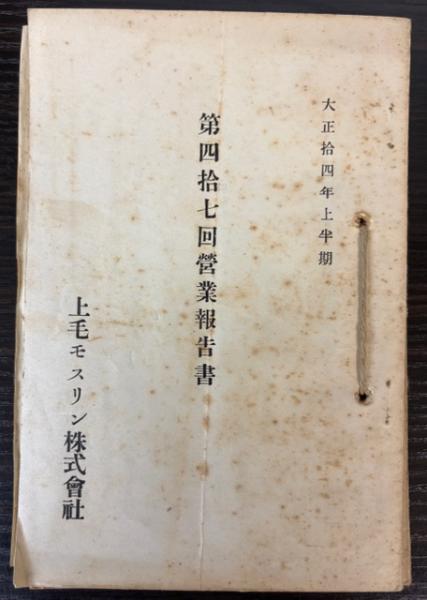 大正拾四年上半期
第四拾七回營業報告書
上毛モスリン株式會社